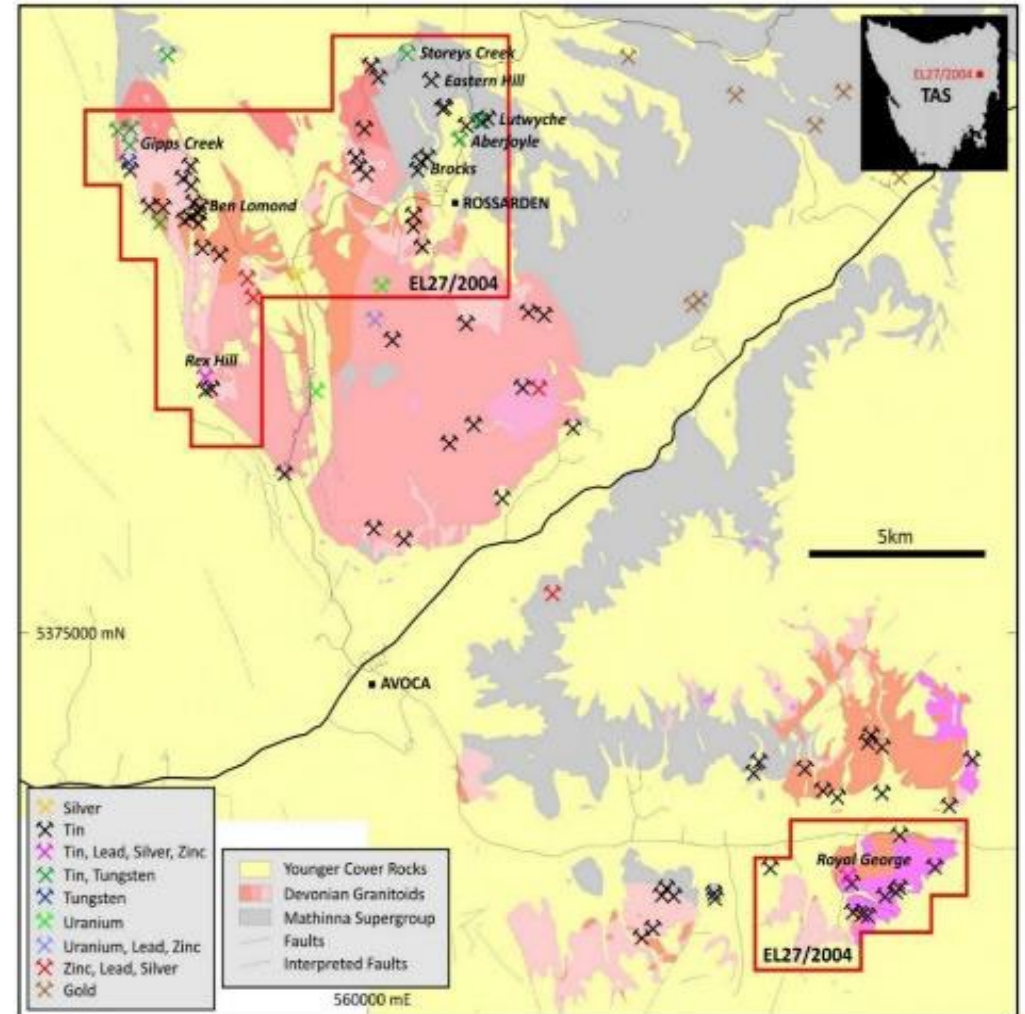 Storeys Creek
EL27/2004
TAS
Eastern Hill
Lutwyche
Gipps Creek
Aberfoyle
Brocks
ROSSARDEN
Ben Lomond
EL27/2004
Rex Hill
5km
5375000 mN
AVOCA
Silver
Tin
Tin, Lead, Silver, Zinc
Tin, Tungsten
Tungsten
Uranium
Uranium, Lead, Zinc
Zinc, Lead, Silver
Gold
Younger Cover Rocks
Devonian Granitoids
Mathinna Supergroup
Faults
Interpreted Faults
Royal George
EL27/2004
560000 mE